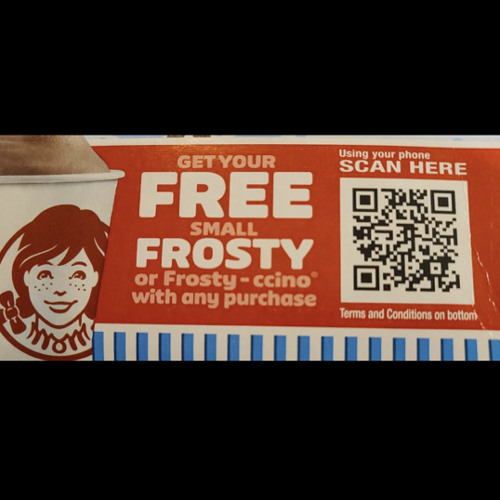 GET YOUR
FREE
SMALL
FROSTY
or Frosty-ccino®
with any purchase
Using your phone
SCAN HERE
Terms and Conditions on bottom